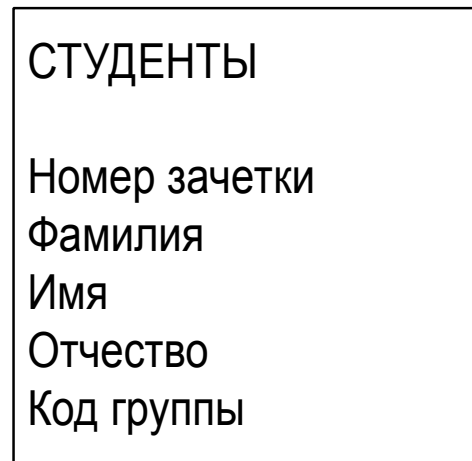 СТУДЕНТЫ
Номер зачетки
Фамилия
Имя
Отчество
Код группы